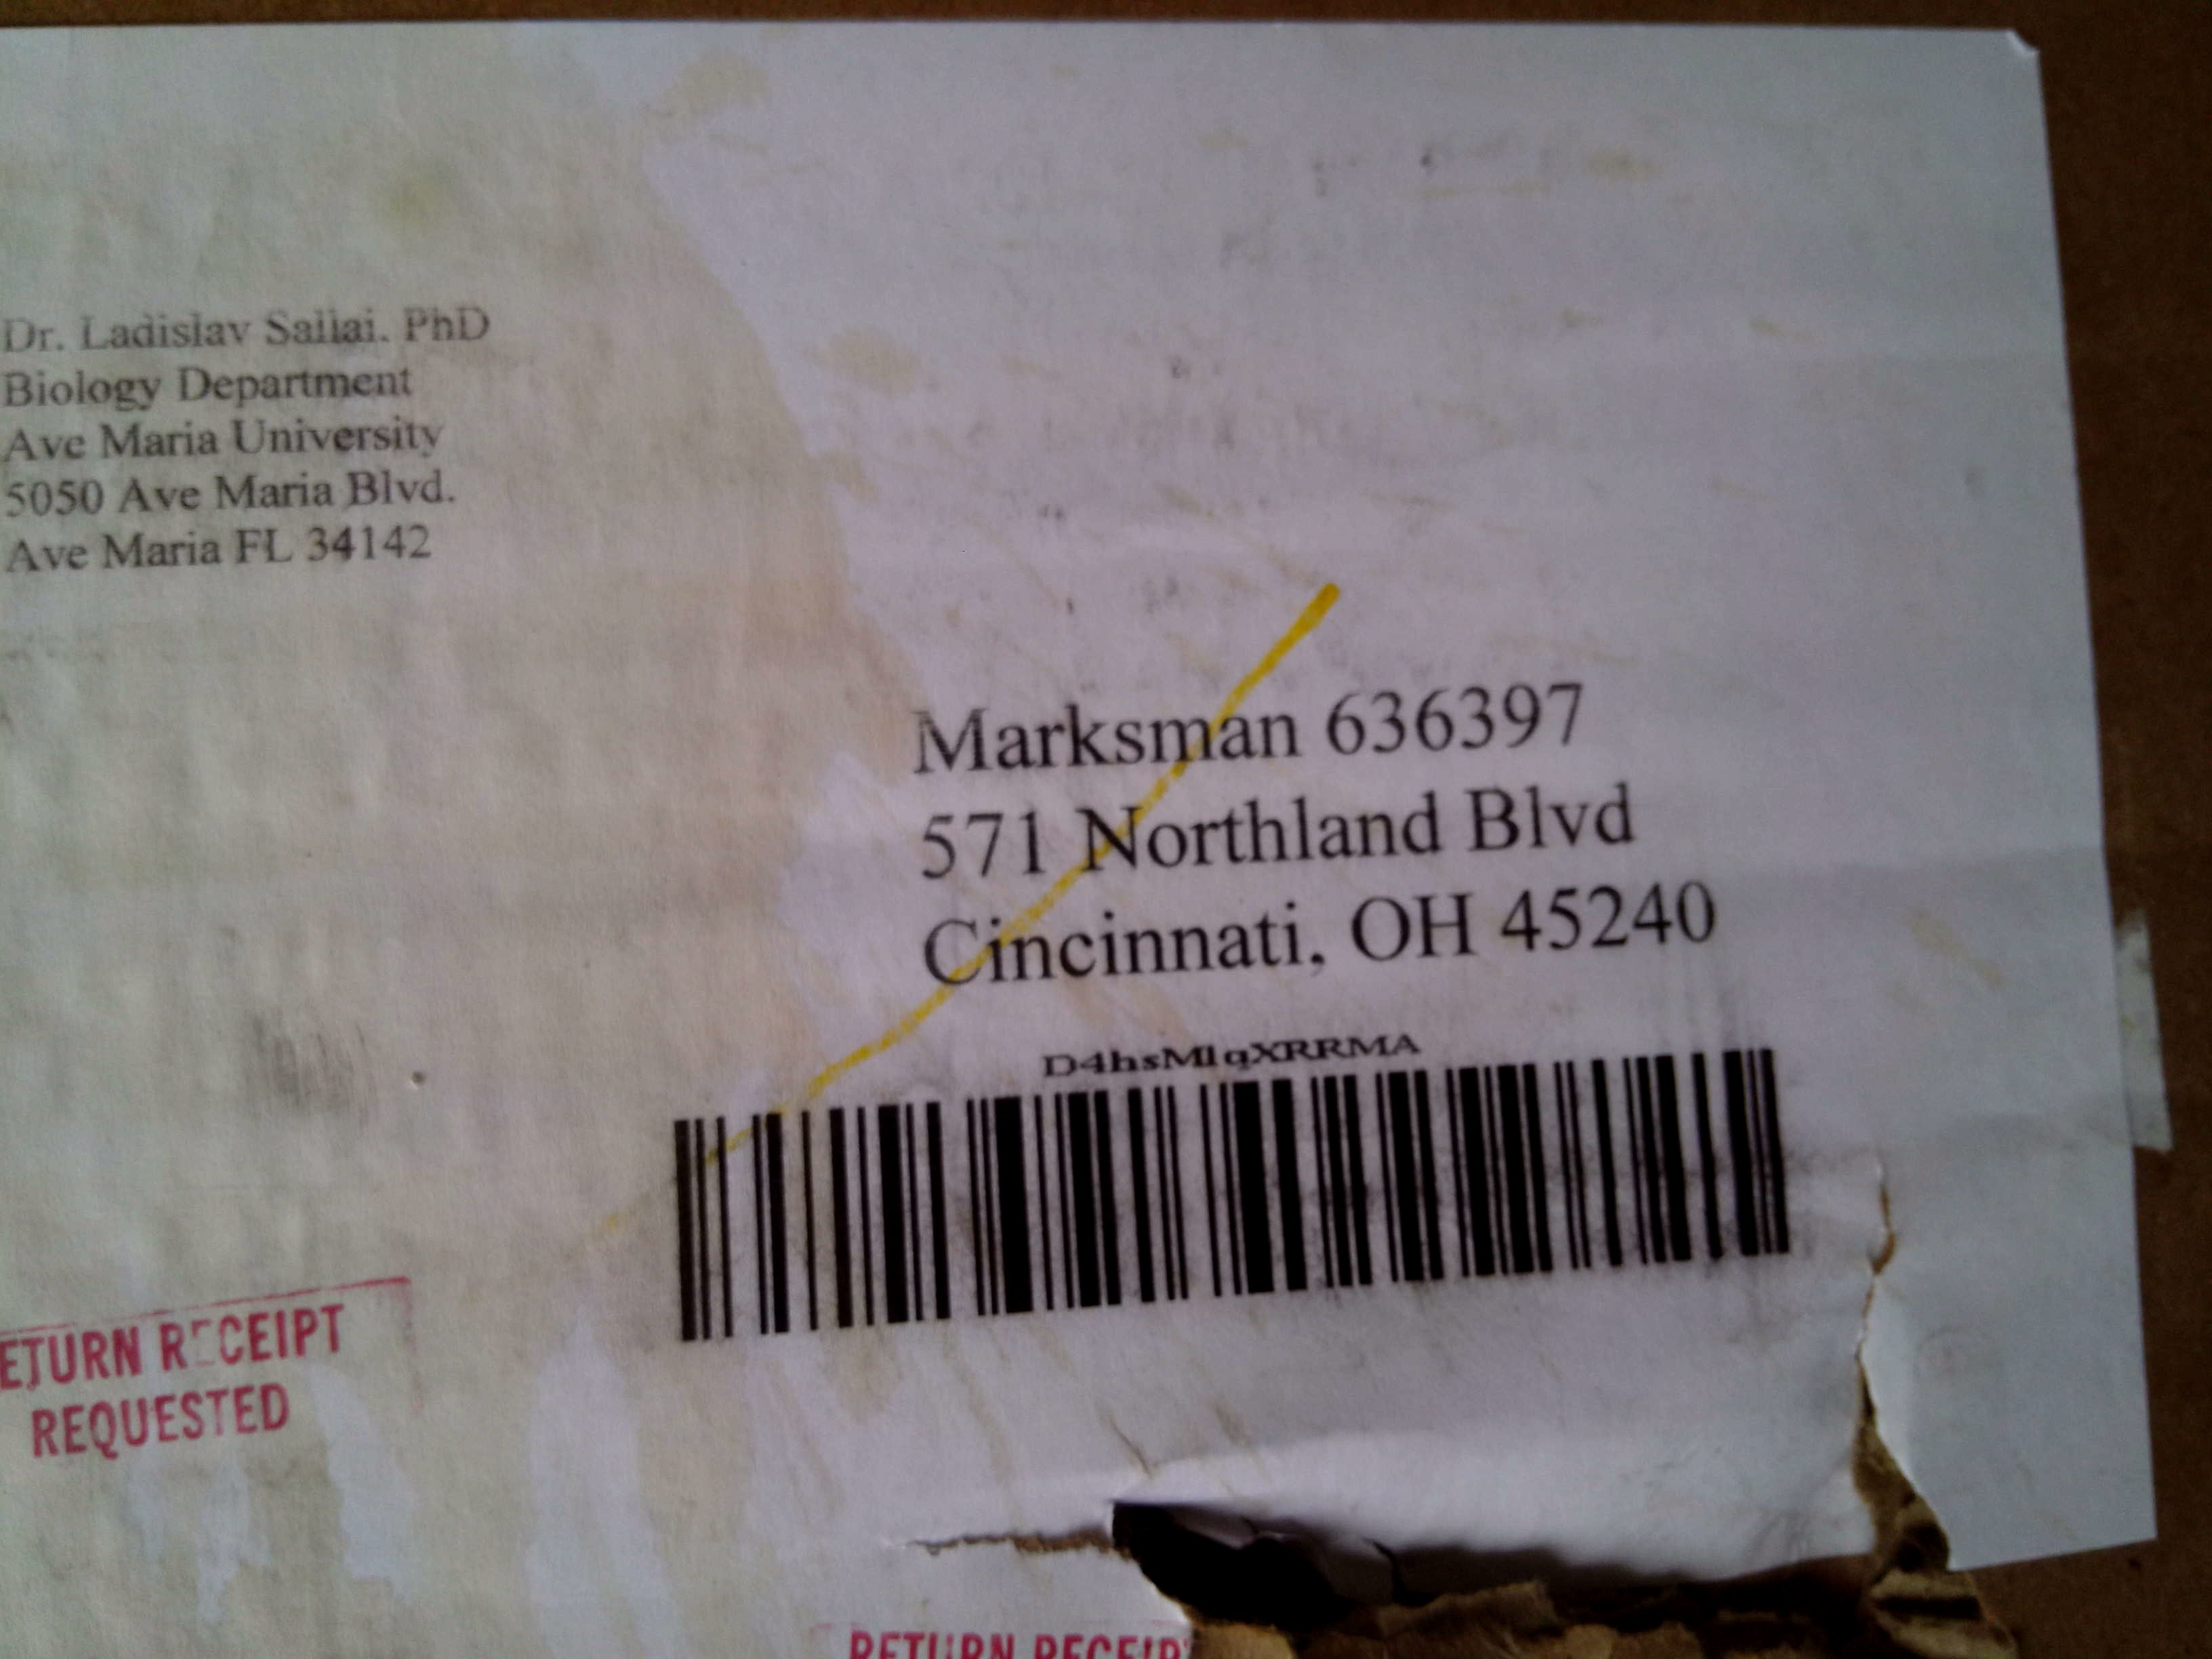 Dr. Ladislav Sallai. PhD
Biology Department
Ave Maria University
5050 Ave Maria Blvd.
Ave Maria FL 34142
Marksman 636397
571 Northland Blvd
Cincinnati, OH 45240
D4hsMlqXRRMA
ETURN RECEIPT
REQUESTED
RETURN RECEIP